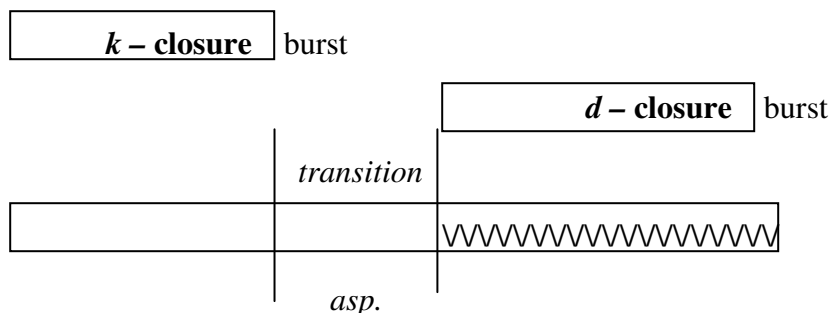 k – closure burst
d – closure burst
transition
asp.